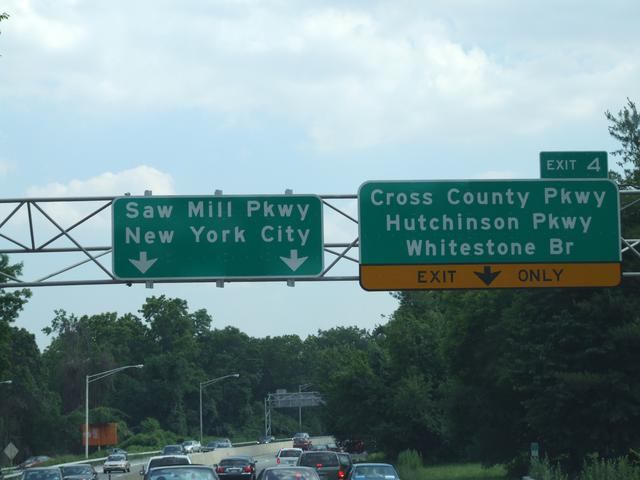 EXIT 4
Saw Mill Pkwy
New York City
Cross County Pkwy
Hutchinson Pkwy
Whitestone Br
EXIT ONLY